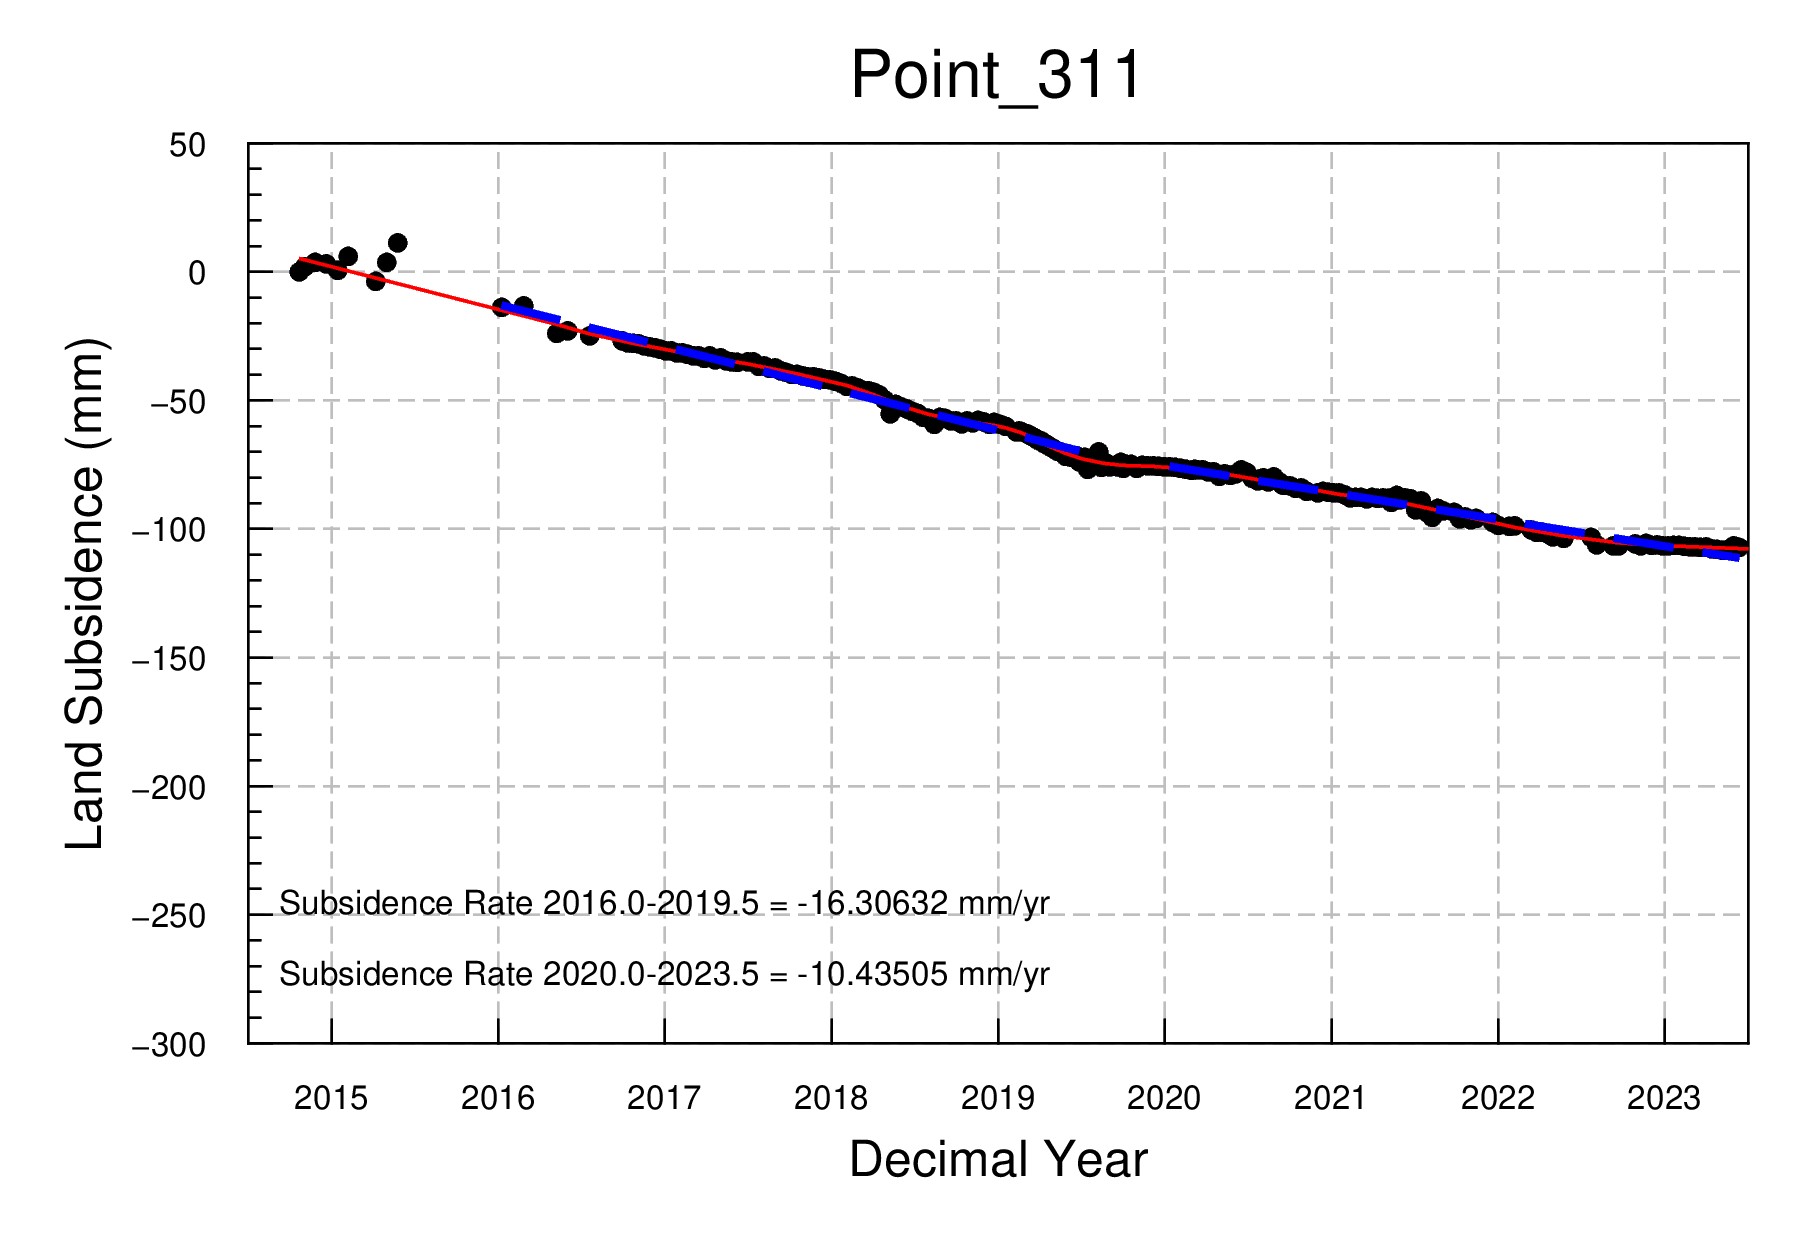 Point_311
50
0
−50
−100
−150
−200
−250
−300
Land Subsidence (mm)
Subsidence Rate 2016.0-2019.5 = -16.30632 mm/yr
Subsidence Rate 2020.0-2023.5 = -10.43505 mm/yr
2015 2016 2017 2018 2019 2020 2021 2022 2023
Decimal Year